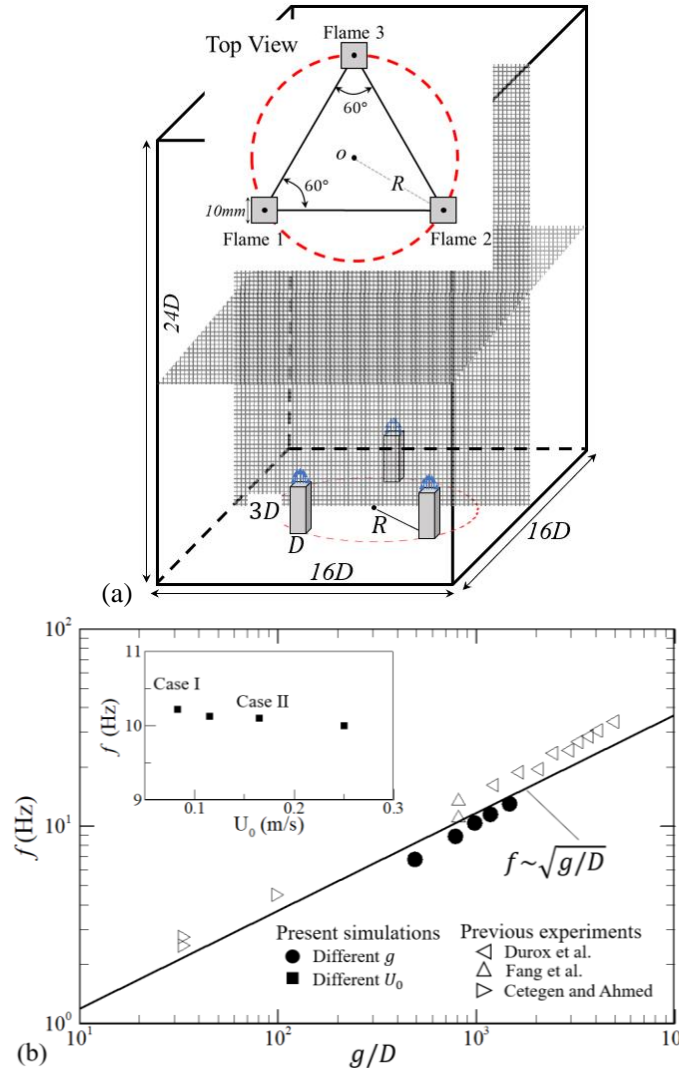 Top View
Flame 3
60°
o
R
60°
10mm
Flame 1
Flame 2
24D
3D
D
R
16D
16D
(a)
10²
11
Case I
Case II
f (Hz)
10
9
0.1
0.2
0.3
U₀ (m/s)
f(Hz)
10¹
f~√g/D
Present simulations
Different g
Different U₀
Previous experiments
Durox et al.
Fang et al.
Cetegen and Ahmed
10⁰
10¹
10²
10³
10
g/D
(b)